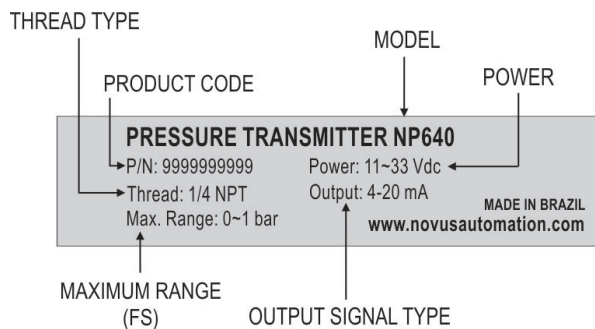 THREAD TYPE
MODEL
PRODUCT CODE
POWER
PRESSURE TRANSMITTER NP640
P/N: 9999999999 Power: 11~33 Vdc
Thread: 1/4 NPT Output: 4-20 mA
Max. Range: 0~1 bar
MADE IN BRAZIL
www.novusautomation.com
MAXIMUM RANGE
(FS)
OUTPUT SIGNAL TYPE